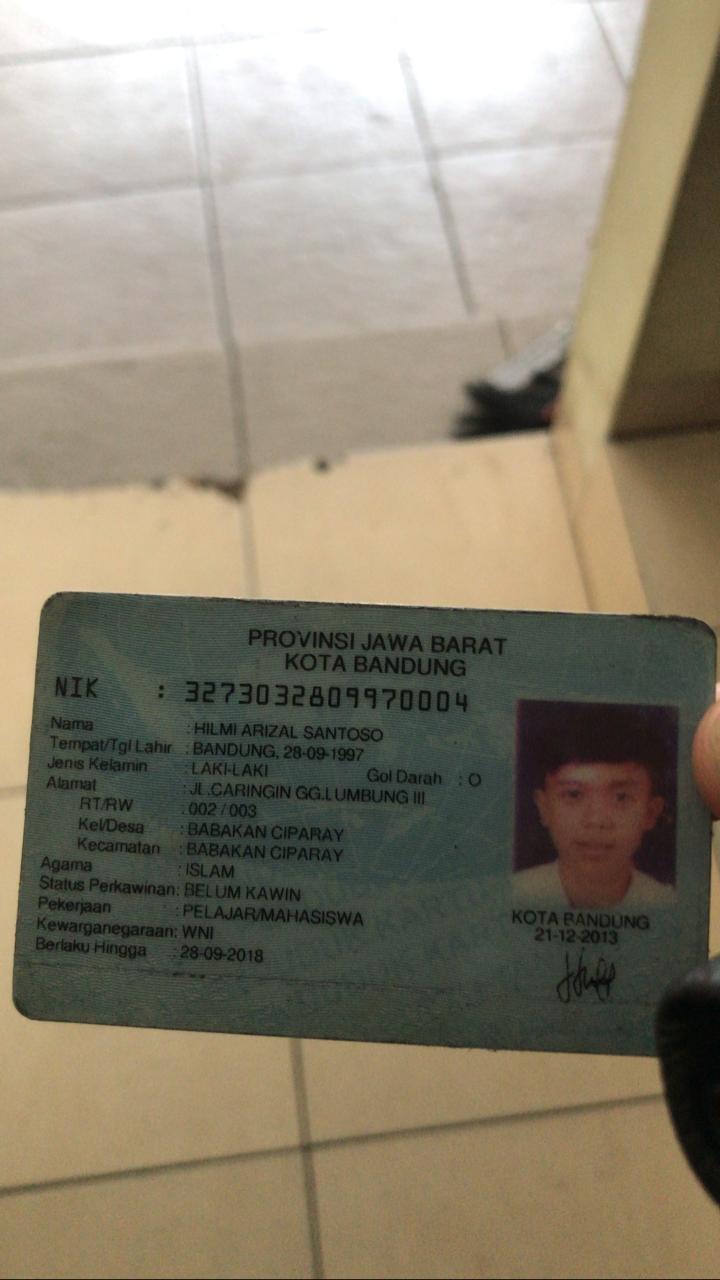 PROVINSI JAWA BARAT
KOTA BANDUNG
NIK : 3273032809970004
Nama : HILMI ARIZAL SANTOSO
Tempat/Tgl Lahir : BANDUNG, 28-09-1997
Jenis Kelamin : LAKI-LAKI Gol Darah : O
Alamat : JL.CARINGIN GG.LUMBUNG III
RT/RW : 002 / 003
Kel/Desa : BABAKAN CIPARAY
Kecamatan : BABAKAN CIPARAY
Agama : ISLAM
Status Perkawinan: BELUM KAWIN
Pekerjaan : PELAJAR/MAHASISWA
Kewarganegaraan: WNI
Berlaku Hingga : 28-09-2018
KOTA BANDUNG
21-12-2013